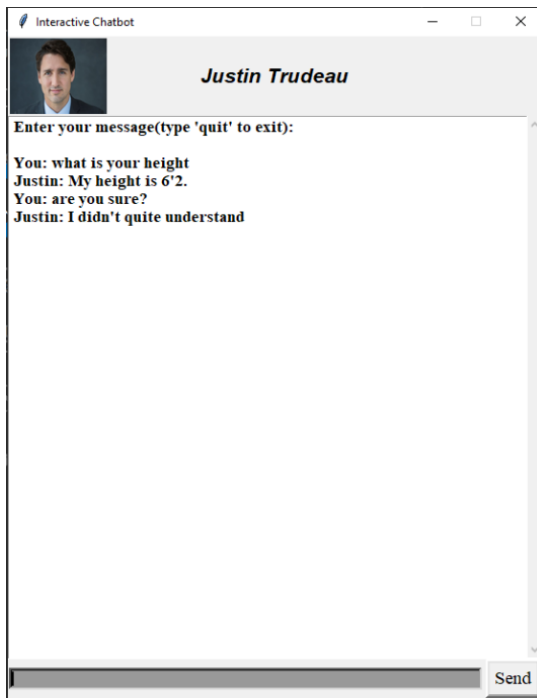 Interactive Chatbot
Justin Trudeau
Enter your message(type 'quit' to exit):
You: what is your height
Justin: My height is 6'2.
You: are you sure?
Justin: I didn't quite understand
Send